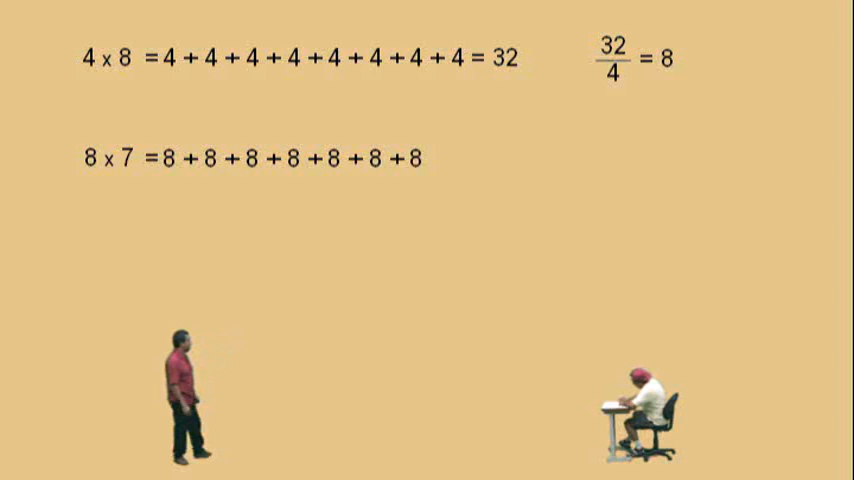 4 x 8 = 4 + 4 + 4 + 4 + 4 + 4 + 4 + 4 = 32
32
4
= 8
8 x 7 = 8 + 8 + 8 + 8 + 8 + 8 + 8